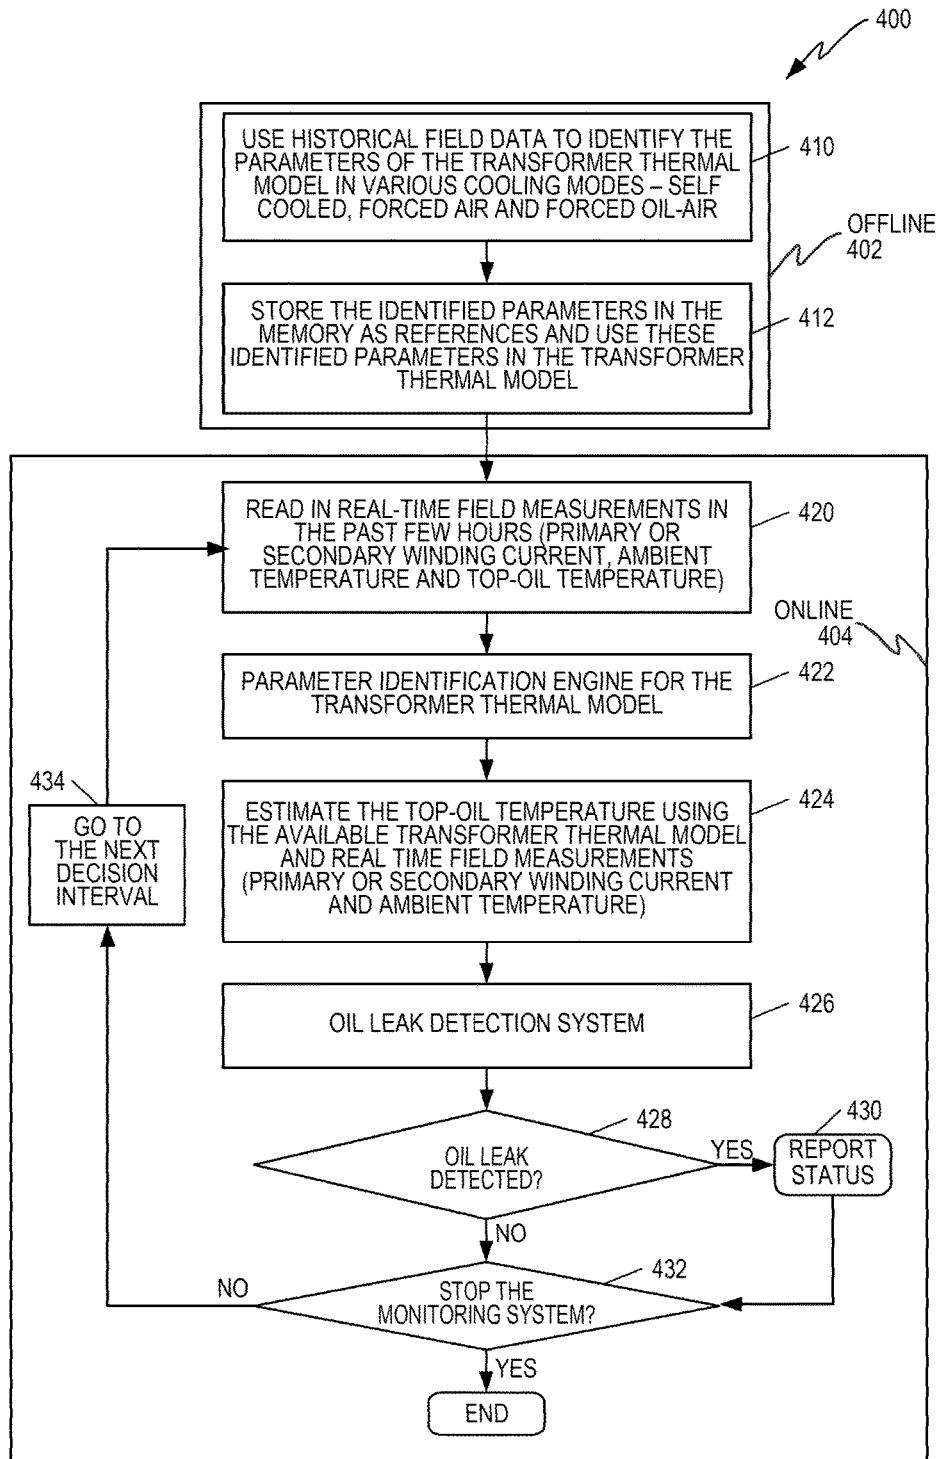 400
USE HISTORICAL FIELD DATA TO IDENTIFY THE
PARAMETERS OF THE TRANSFORMER THERMAL
MODEL IN VARIOUS COOLING MODES – SELF
COOLED, FORCED AIR AND FORCED OIL-AIR
410
OFFLINE
402
STORE THE IDENTIFIED PARAMETERS IN THE
MEMORY AS REFERENCES AND USE THESE
IDENTIFIED PARAMETERS IN THE TRANSFORMER
THERMAL MODEL
412
READ IN REAL-TIME FIELD MEASUREMENTS IN
THE PAST FEW HOURS (PRIMARY OR
SECONDARY WINDING CURRENT, AMBIENT
TEMPERATURE AND TOP-OIL TEMPERATURE)
420
ONLINE
404
PARAMETER IDENTIFICATION ENGINE FOR THE
TRANSFORMER THERMAL MODEL
422
434
GO TO
THE NEXT
DECISION
INTERVAL
ESTIMATE THE TOP-OIL TEMPERATURE USING
THE AVAILABLE TRANSFORMER THERMAL MODEL
AND REAL TIME FIELD MEASUREMENTS
(PRIMARY OR SECONDARY WINDING CURRENT
AND AMBIENT TEMPERATURE)
424
OIL LEAK DETECTION SYSTEM
426
OIL LEAK
DETECTED?
428
YES
430
REPORT
STATUS
NO
STOP THE
MONITORING SYSTEM?
432
NO
YES
END